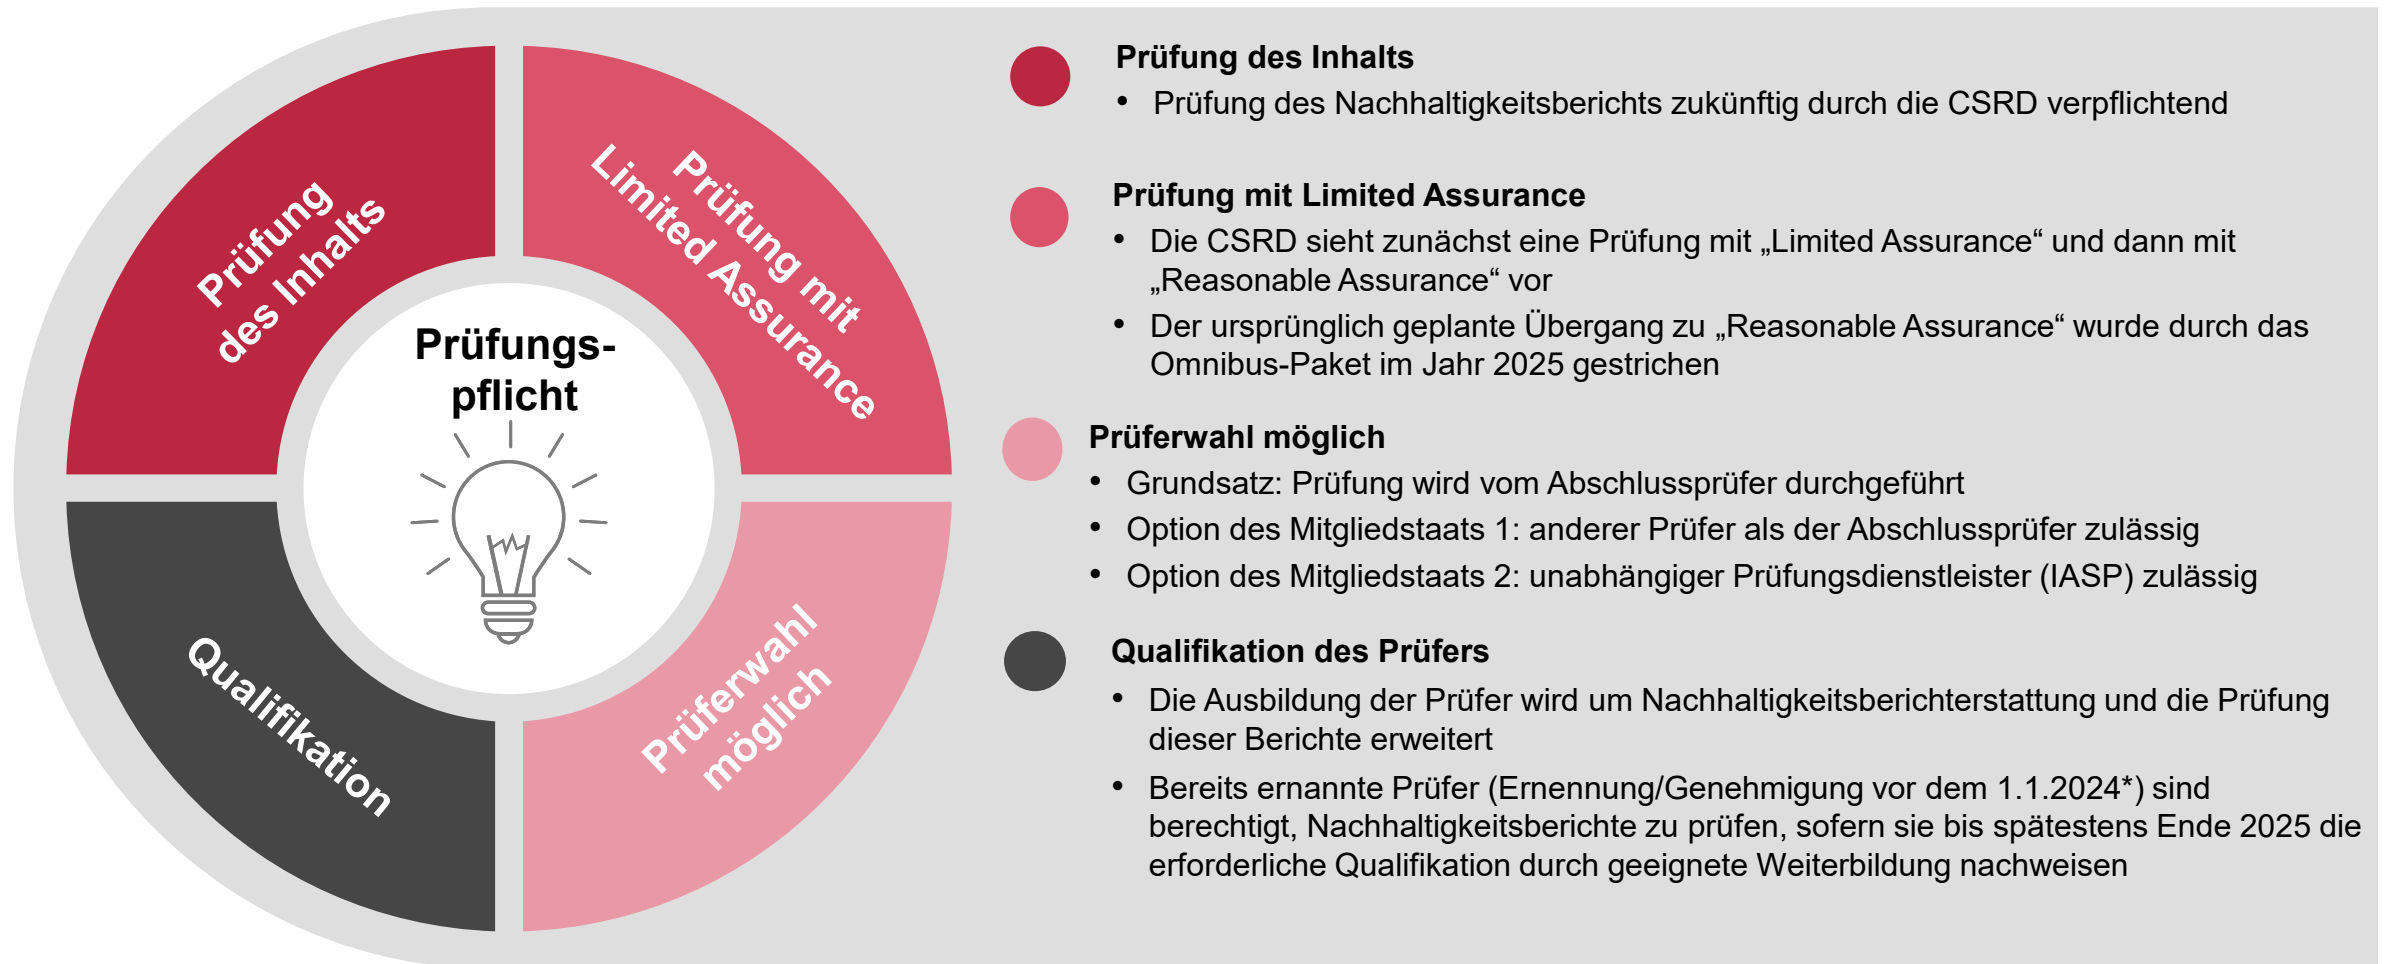 Prüfung
des Inhalts
Prüfung mit
Limited Assurance
Prüfungs-
pflicht
Qualifikation
Prüferwahl
möglich
Prüfung des Inhalts
• Prüfung des Nachhaltigkeitsberichts zukünftig durch die CSRD verpflichtend
Prüfung mit Limited Assurance
• Die CSRD sieht zunächst eine Prüfung mit „Limited Assurance“ und dann mit
„Reasonable Assurance“ vor
• Der ursprünglich geplante Übergang zu „Reasonable Assurance“ wurde durch das
Omnibus-Paket im Jahr 2025 gestrichen
Prüferwahl möglich
• Grundsatz: Prüfung wird vom Abschlussprüfer durchgeführt
• Option des Mitgliedstaats 1: anderer Prüfer als der Abschlussprüfer zulässig
• Option des Mitgliedstaats 2: unabhängiger Prüfungsdienstleister (IASP) zulässig
Qualifikation des Prüfers
• Die Ausbildung der Prüfer wird um Nachhaltigkeitsberichterstattung und die Prüfung
dieser Berichte erweitert
• Bereits ernannte Prüfer (Ernennung/Genehmigung vor dem 1.1.2024*) sind
berechtigt, Nachhaltigkeitsberichte zu prüfen, sofern sie bis spätestens Ende 2025 die
erforderliche Qualifikation durch geeignete Weiterbildung nachweisen